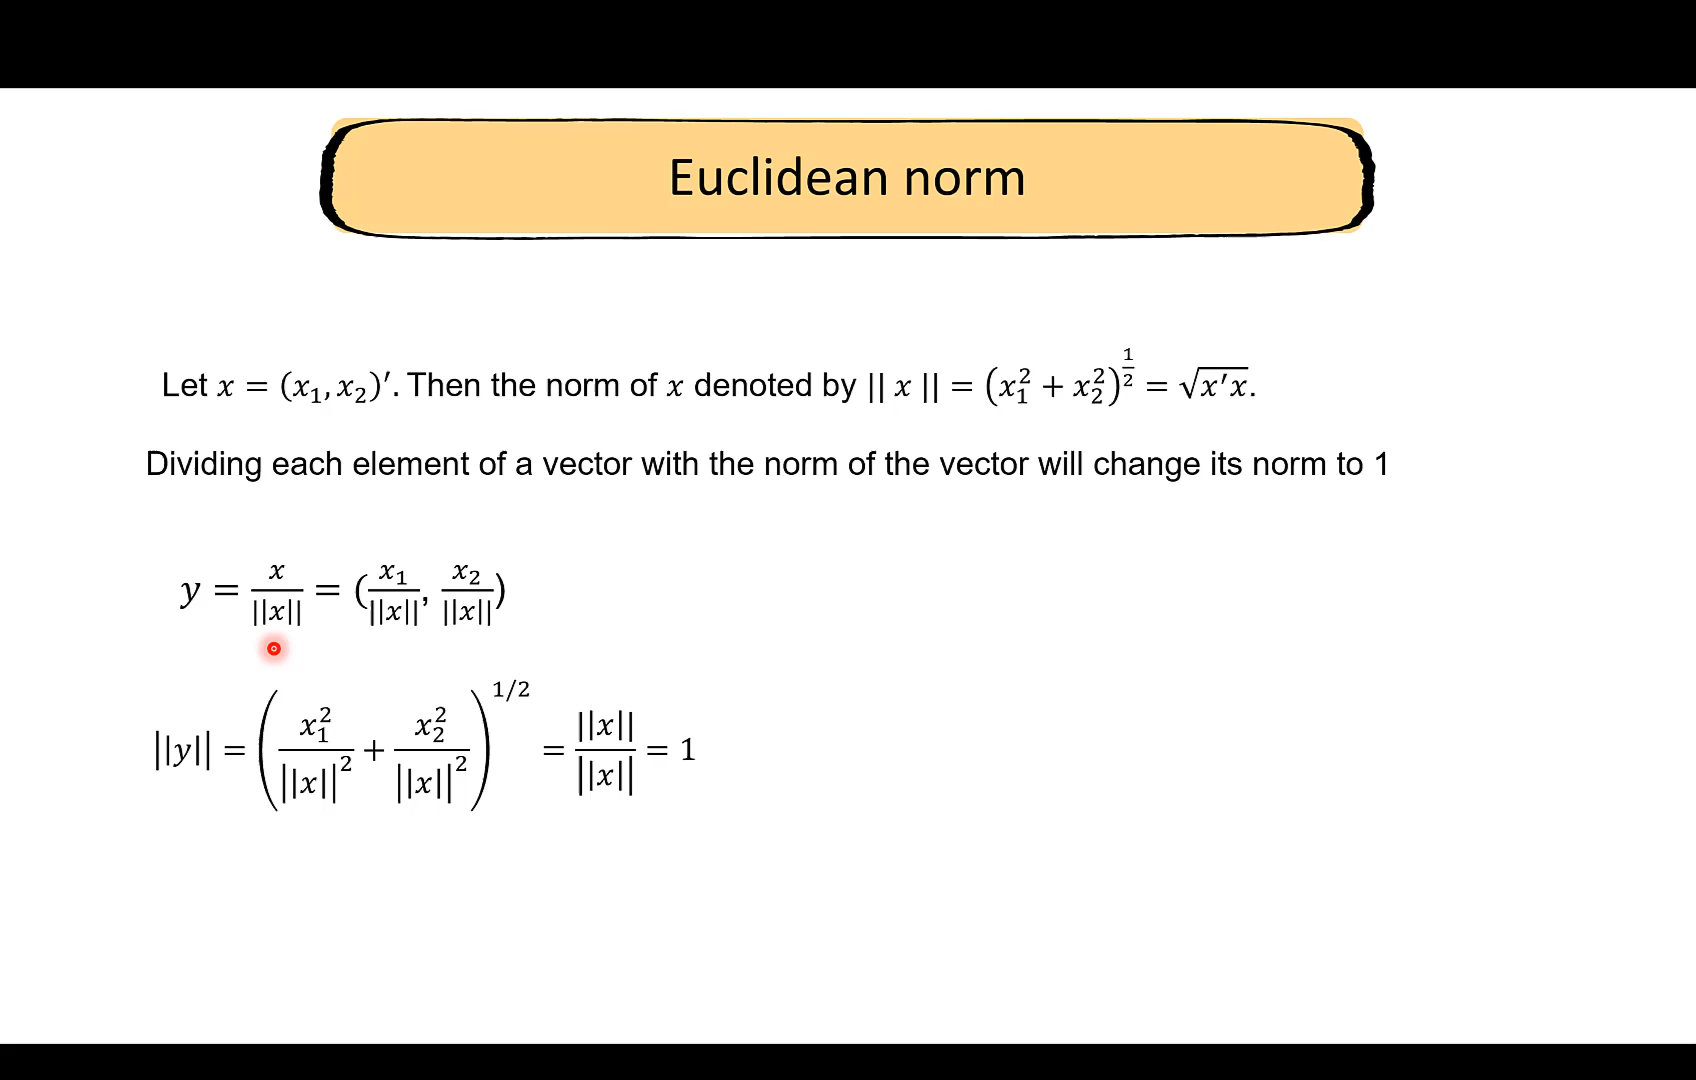 Euclidean norm
Let 𝑥 = (𝑥₁, 𝑥₂)′. Then the norm of 𝑥 denoted by || 𝑥 || = (𝑥₁² + 𝑥₂²)^(1/2) = √(𝑥′𝑥).
Dividing each element of a vector with the norm of the vector will change its norm to 1
𝑦 = 𝑥/||𝑥|| = (𝑥₁/||𝑥||, 𝑥₂/||𝑥||)
||𝑦|| = (𝑥₁²/||𝑥||² + 𝑥₂²/||𝑥||²)^(1/2) = ||𝑥||/||𝑥|| = 1